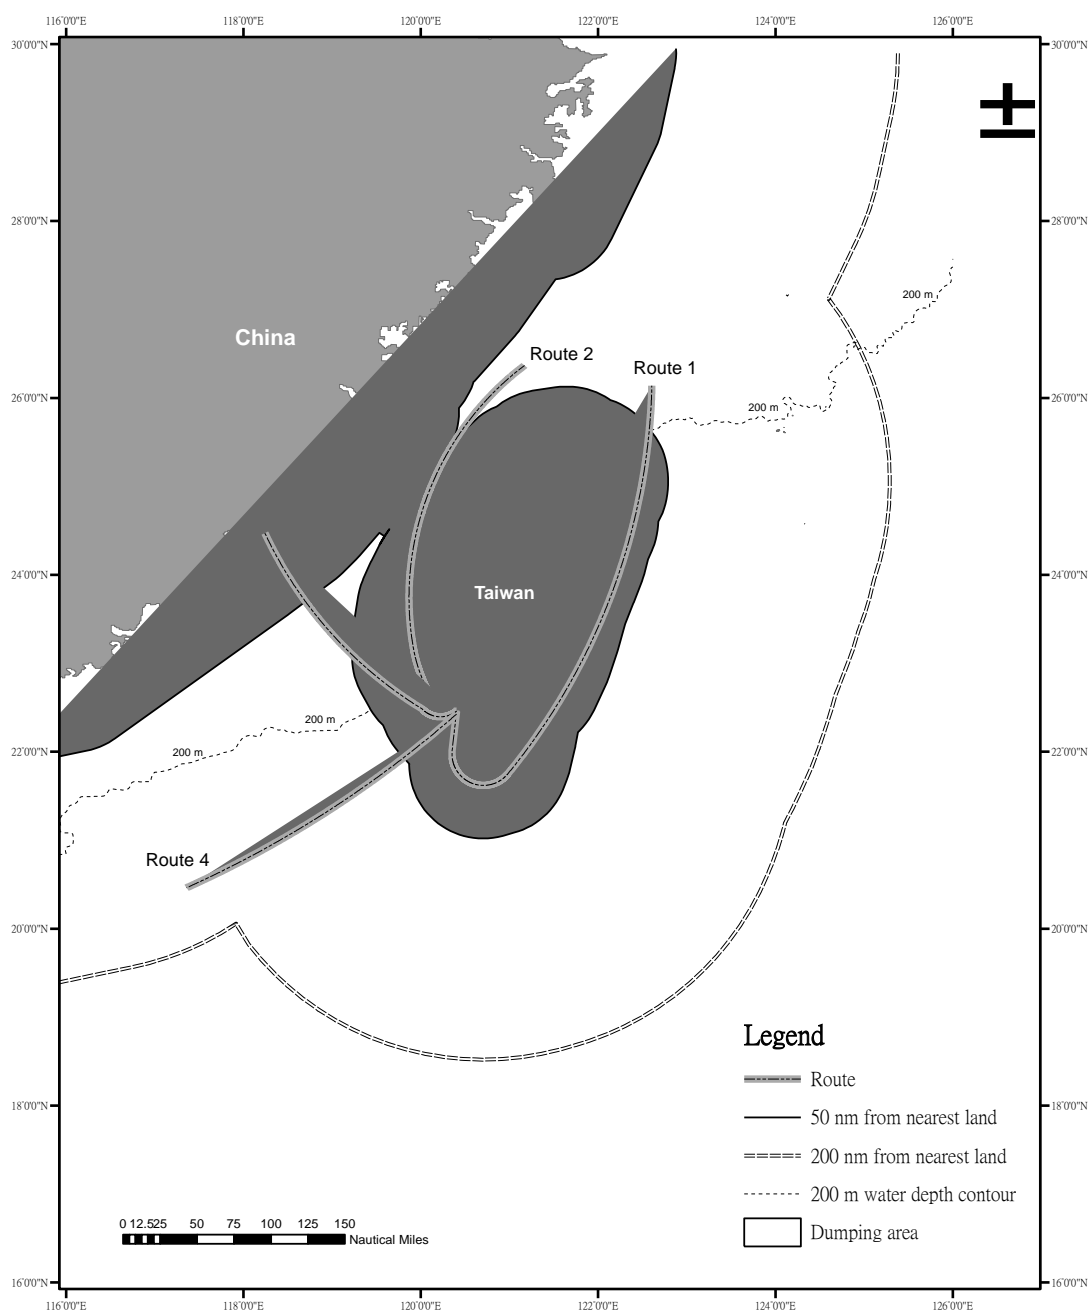 116°0'0"E 118°0'0"E 120°0'0"E 122°0'0"E 124°0'0"E 126°0'0"E
30°0'0"N 30°0'0"N
28°0'0"N 28°0'0"N
200 m
China
Route 2
Route 1
26°0'0"N 26°0'0"N
200 m
24°0'0"N 24°0'0"N
Taiwan
200 m
22°0'0"N 22°0'0"N
200 m
Route 4
20°0'0"N 20°0'0"N
Legend
Route
18°0'0"N 18°0'0"N
50 nm from nearest land
200 nm from nearest land
200 m water depth contour
0 12.525 50 75 100 125 150
Nautical Miles
Dumping area
16°0'0"N 16°0'0"N
116°0'0"E 118°0'0"E 120°0'0"E 122°0'0"E 124°0'0"E 126°0'0"E